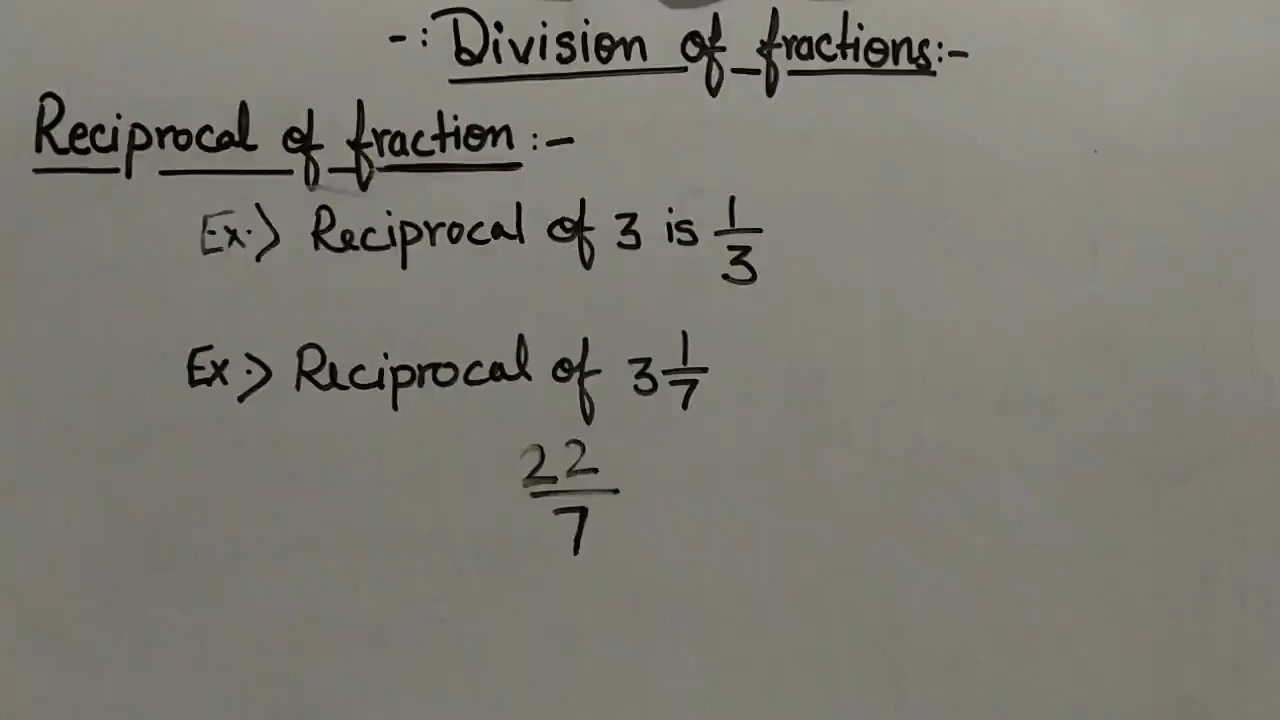 -: Division of fractions:-
Reciprocal of fraction:-
Ex.> Reciprocal of 3 is 1/3
Ex.> Reciprocal of 3 1/7
22/7